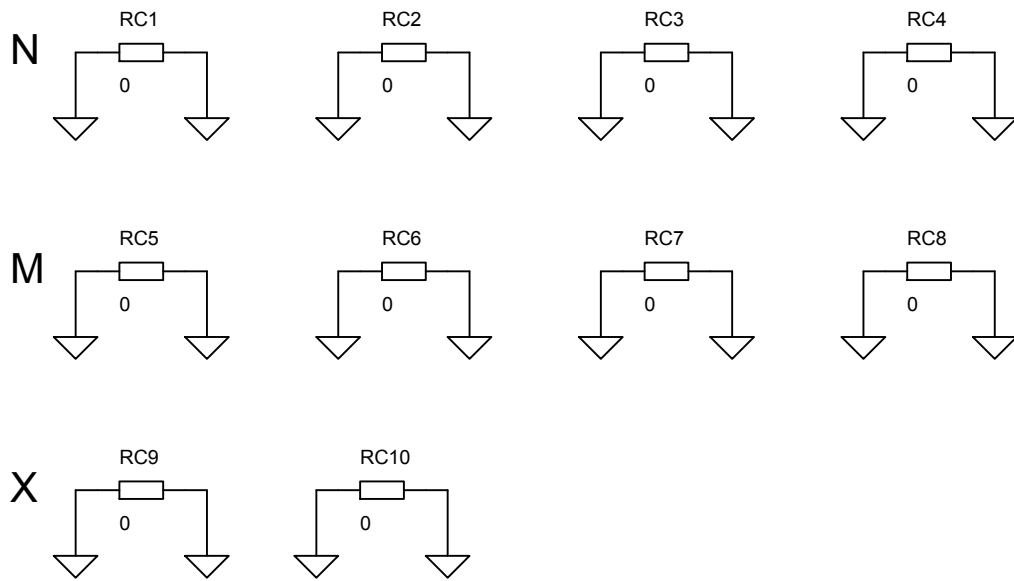 RC1 RC2 RC3 RC4
N
0 0 0 0
RC5 RC6 RC7 RC8
M
0 0 0 0
RC9 RC10
X
0 0